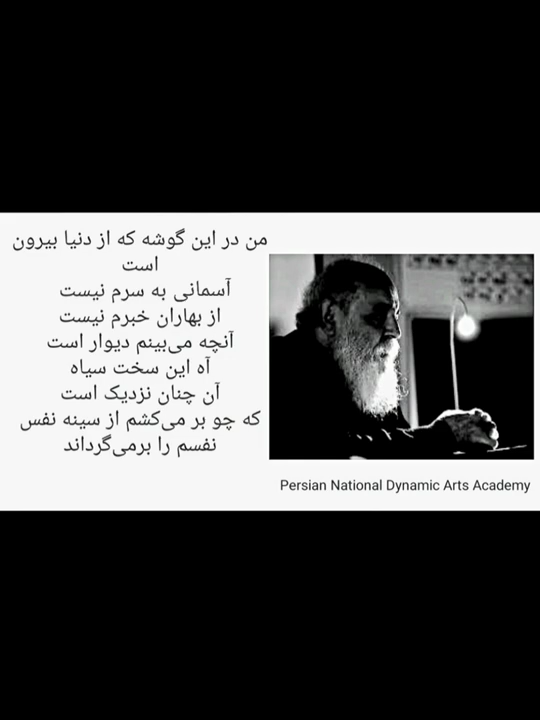 من در این گوشه که از دنیا بیرون
است
آسمانی به سرم نیست
از بهاران خبرم نیست
آنچه می‌بینم دیوار است
آه این سخت سیاه
آن چنان نزدیک است
که چو بر می‌کشم از سینه نفس
نفسم را برمی‌گرداند
Persian National Dynamic Arts Academy